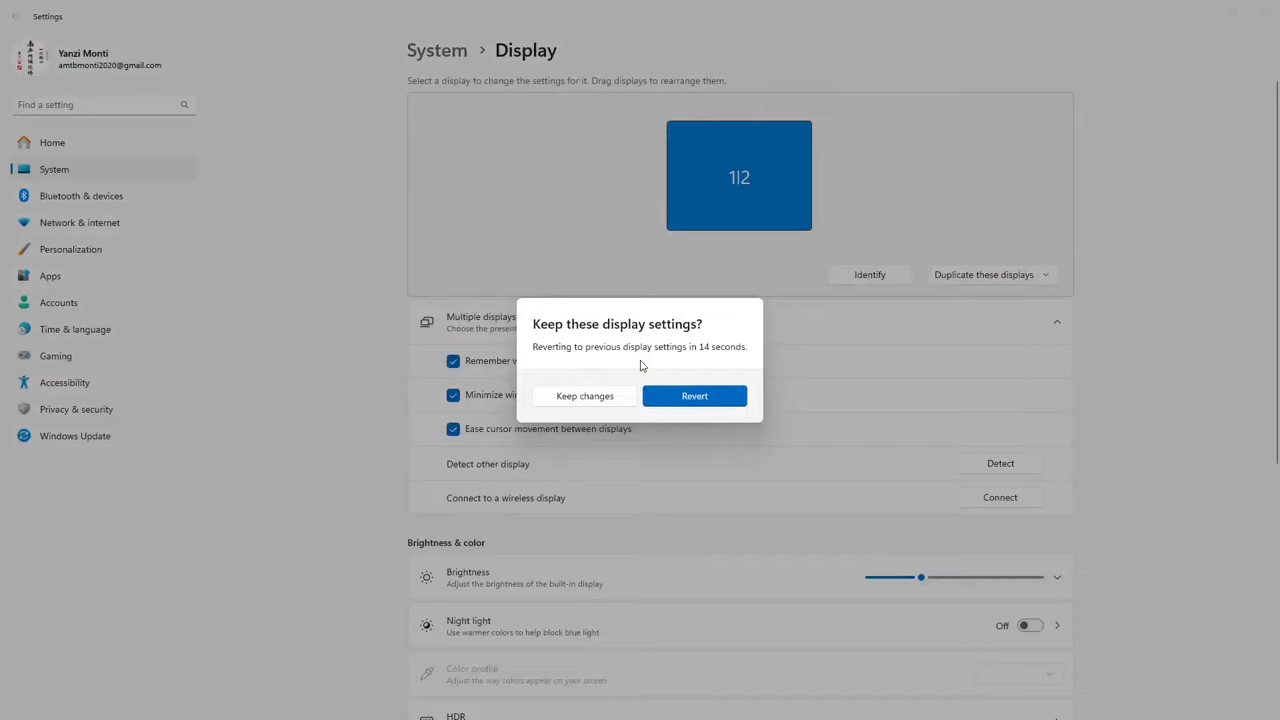 Settings
Yanzi Monti
amtbmonti2020@gmail.com
Find a setting
Home
System
Bluetooth & devices
Network & internet
Personalization
Apps
Accounts
Time & language
Gaming
Accessibility
Privacy & security
Windows Update
System > Display
Select a display to change the settings for it. Drag displays to rearrange them.
1|2
Identify
Duplicate these displays
Multiple displays
Choose the present
Keep these display settings?
Reverting to previous display settings in 14 seconds.
Keep changes
Revert
Remember w
Minimize wi
Ease cursor movement between displays
Detect other display
Detect
Connect to a wireless display
Connect
Brightness & color
Brightness
Adjust the brightness of the built-in display
Night light
Use warmer colors to help block blue light
Off
Color profile
Adjust the way colors appear on your screen
HDR